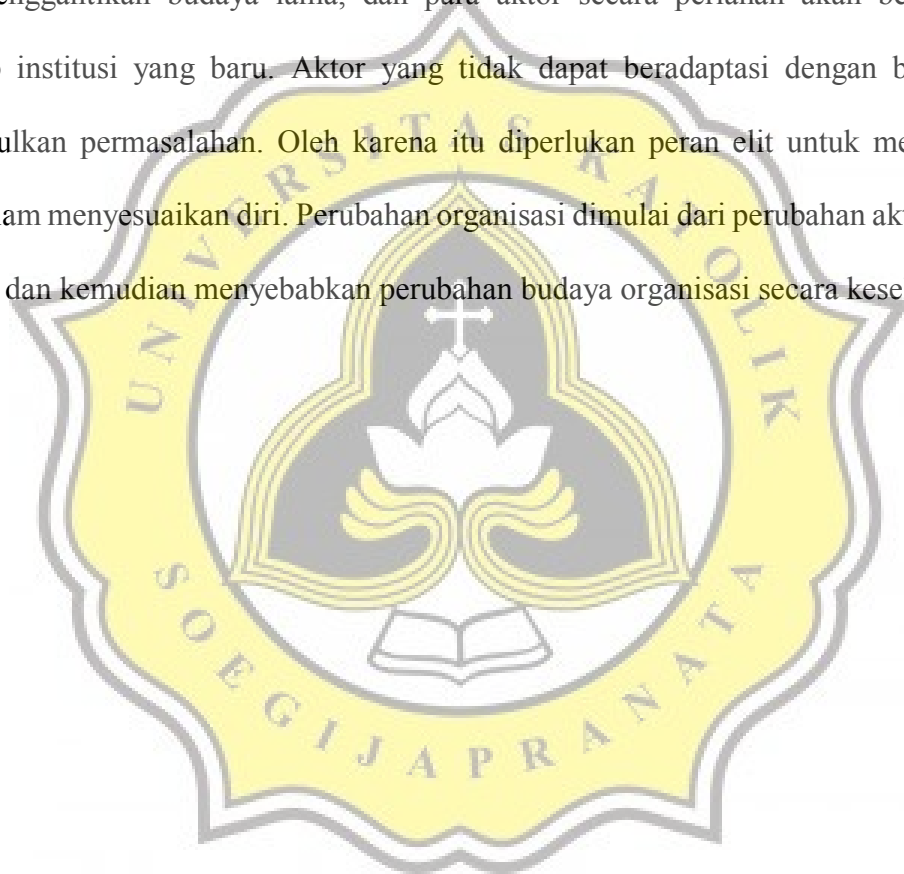 enggantikan budaya lama, dan para aktor secara perlahan akan be
institusi yang baru. Aktor yang tidak dapat beradaptasi dengan b
ulkan permasalahan. Oleh karena itu diperlukan peran elit untuk me
lam menyesuaikan diri. Perubahan organisasi dimulai dari perubahan ak
dan kemudian menyebabkan perubahan budaya organisasi secara kese
UNIVERSITAS KATOLIK
SOEGIJAPRANATA